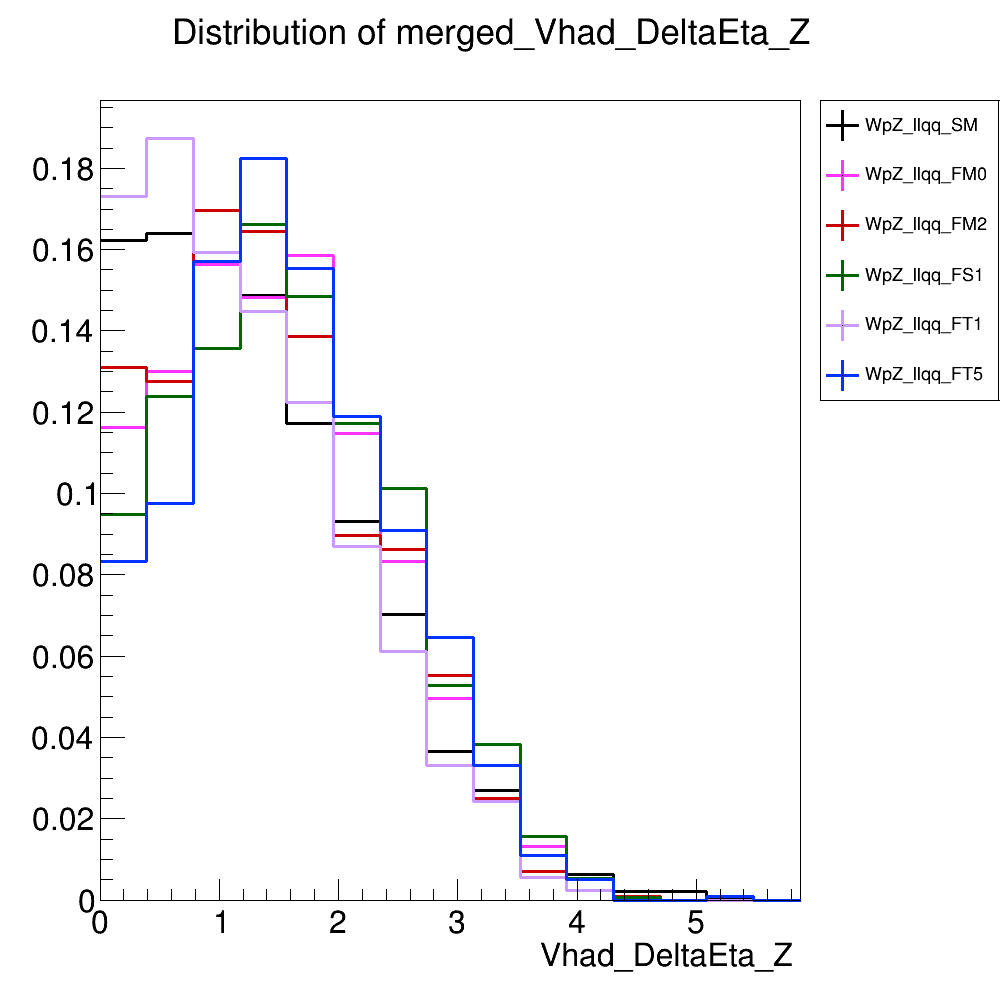 Distribution of merged_Vhad_DeltaEta_Z
WpZ_llqq_SM
WpZ_llqq_FM0
WpZ_llqq_FM2
WpZ_llqq_FS1
WpZ_llqq_FT1
WpZ_llqq_FT5
0.18
0.16
0.14
0.12
0.1
0.08
0.06
0.04
0.02
0
0 1 2 3 4 5
Vhad_DeltaEta_Z